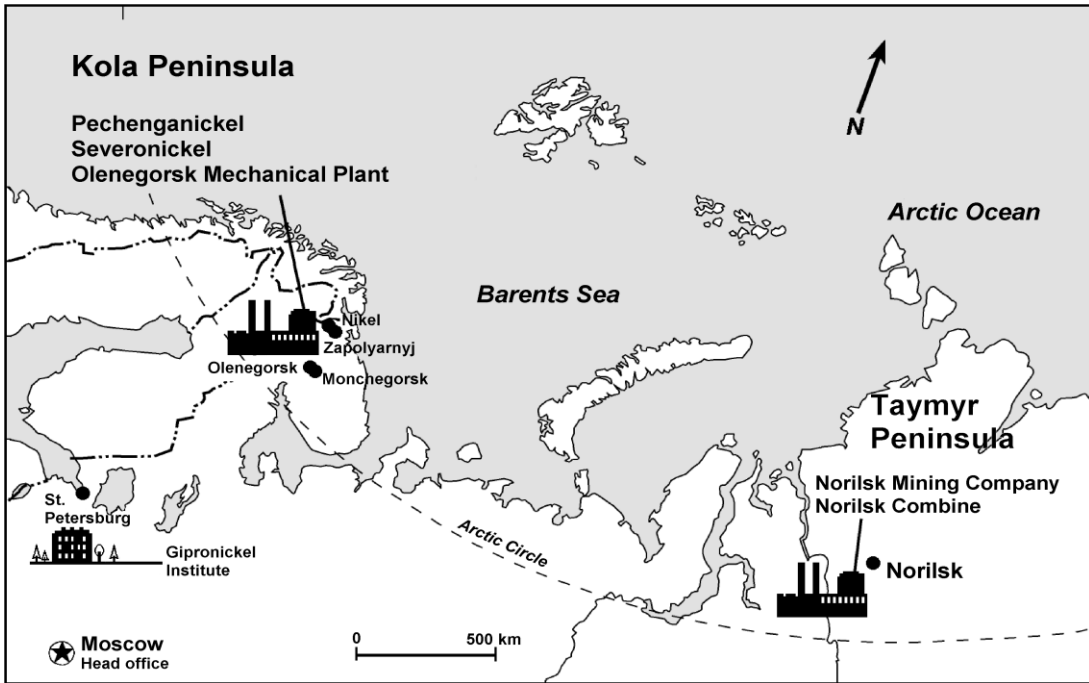 Kola Peninsula
Pechenganickel
Severonickel
Olenegorsk Mechanical Plant
N
Arctic Ocean
Barents Sea
Nikel
Zapolyarnyj
Olenegorsk
Monchegorsk
Taymyr
Peninsula
Norilsk Mining Company
Norilsk Combine
St.
Petersburg
Gipronickel
Institute
Arctic Circle
Norilsk
Moscow
Head office
0
500 km